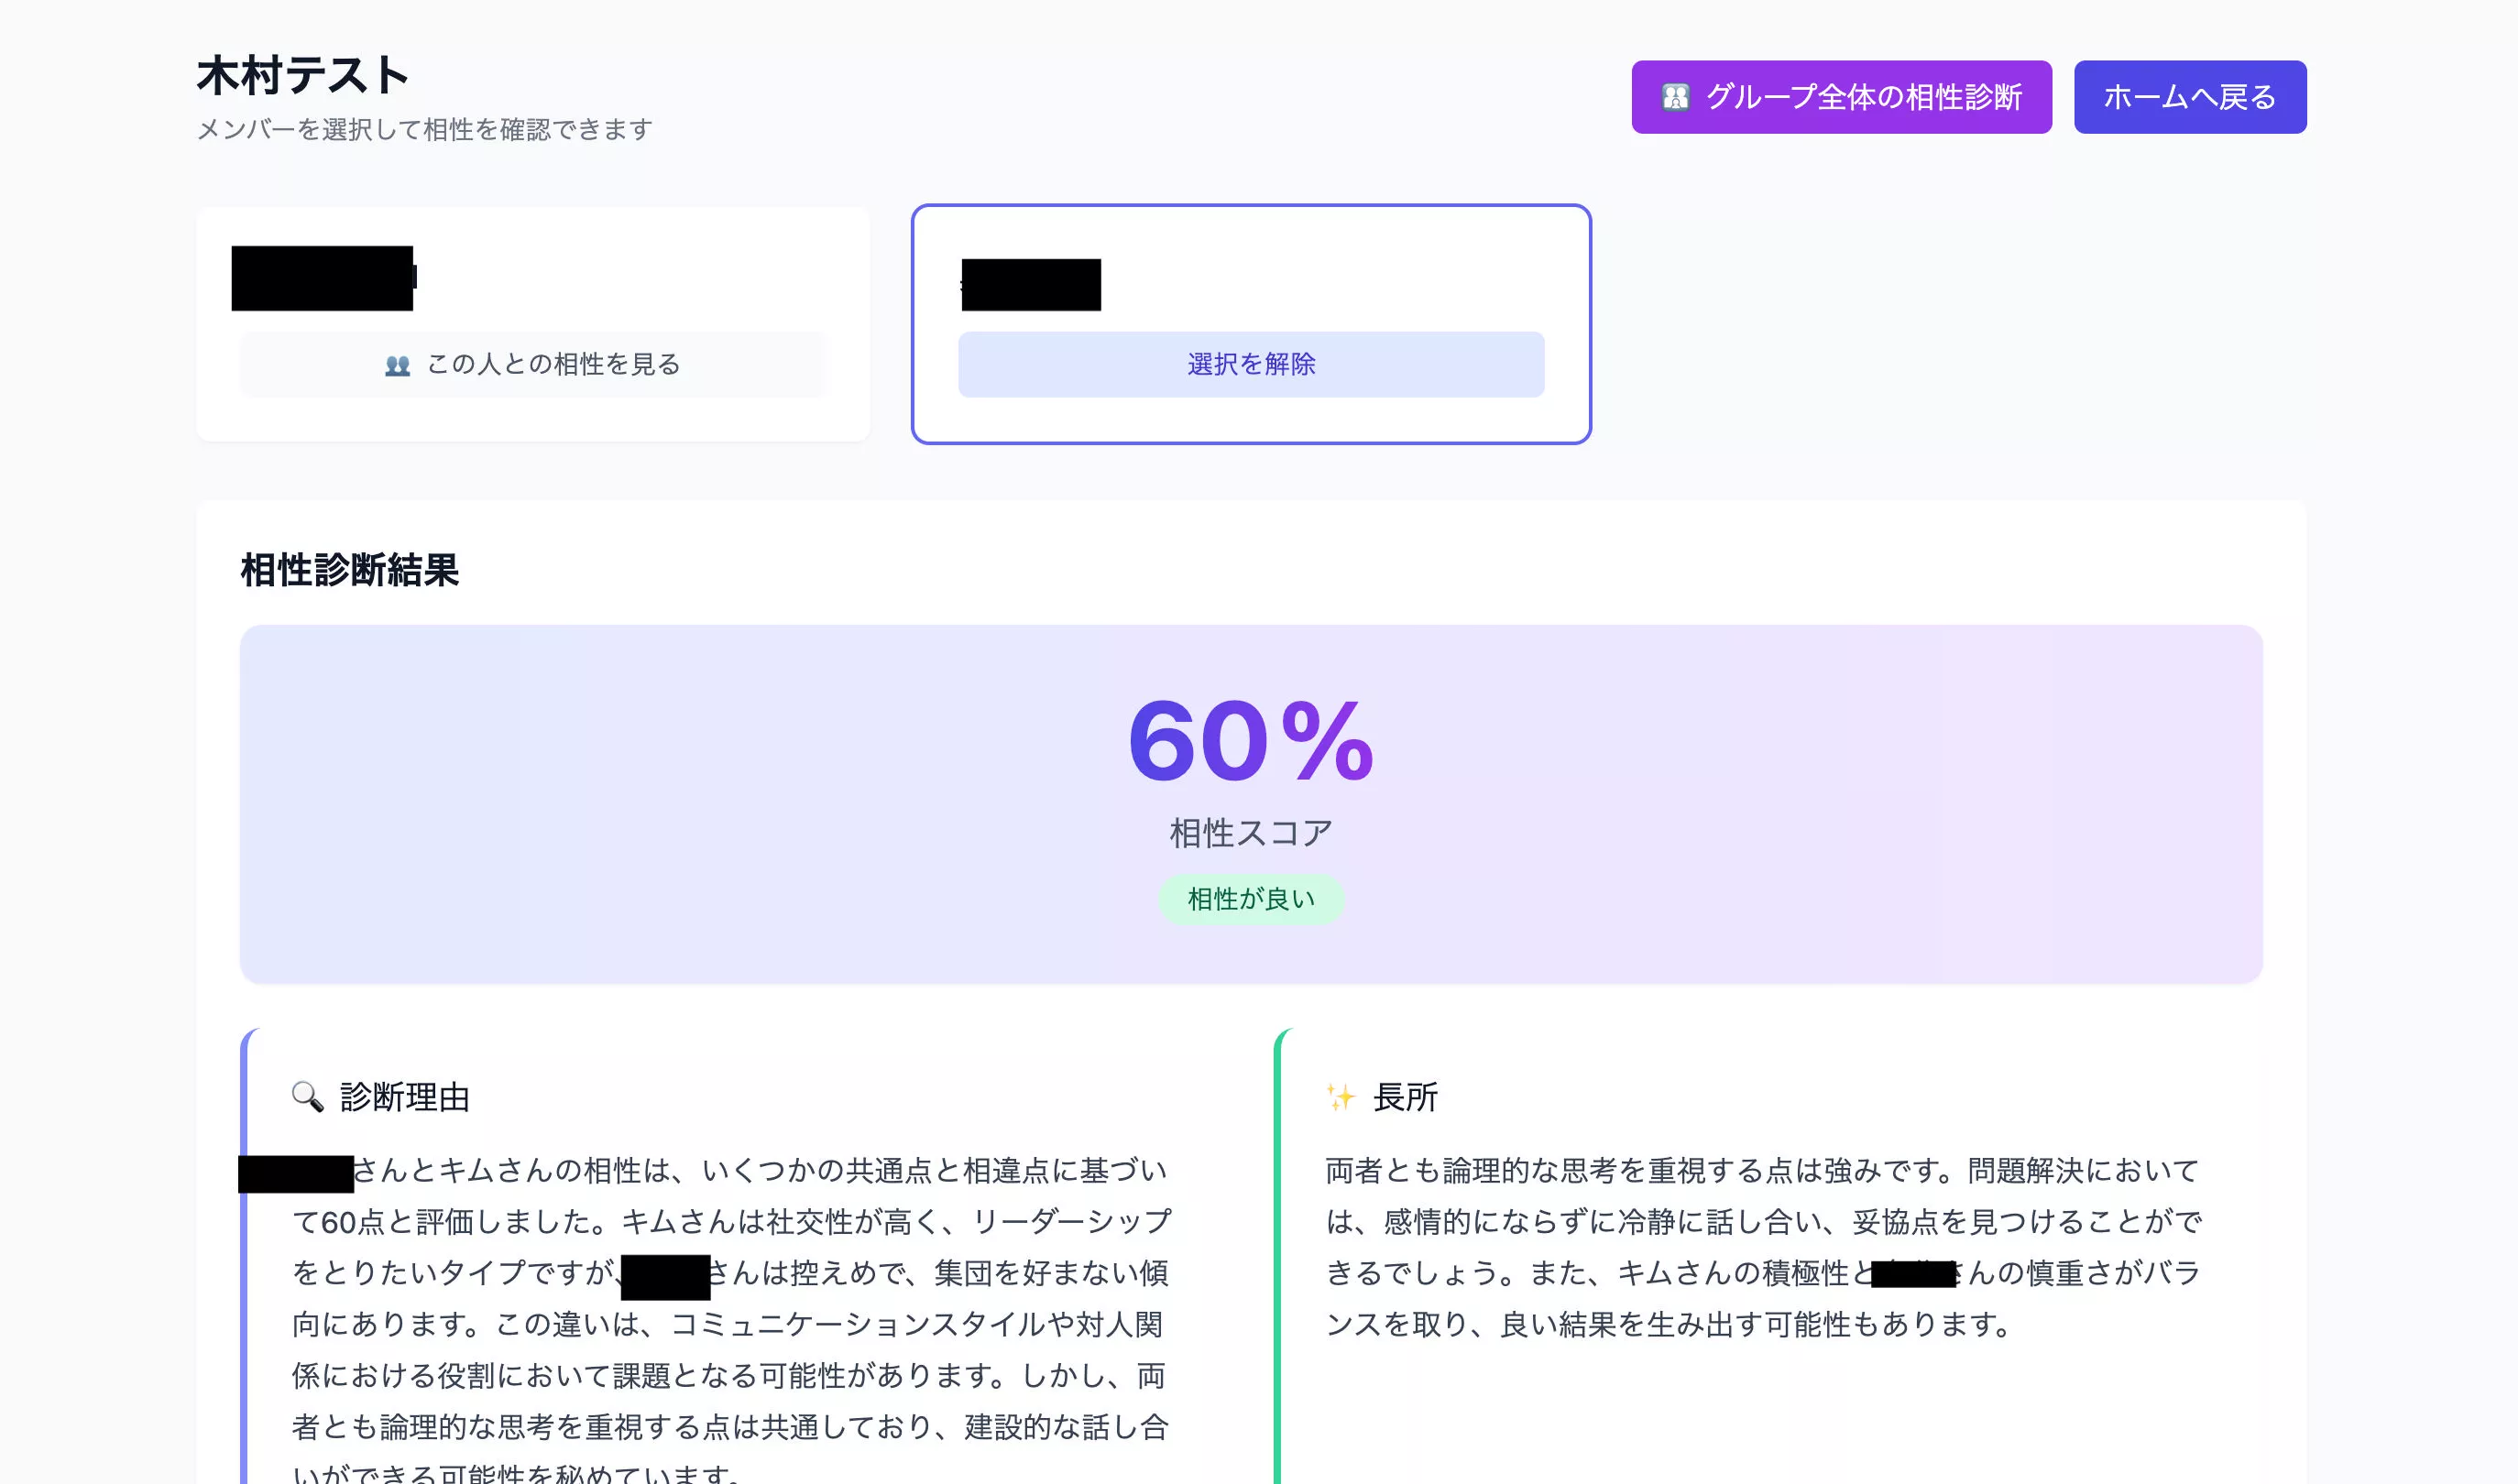 木村テスト
メンバーを選択して相性を確認できます
グループ全体の相性診断
ホームへ戻る
この人との相性を見る
選択を解除
相性診断結果
60%
相性スコア
相性が良い
診断理由
さんとキムさんの相性は、いくつかの共通点と相違点に基づい
て60点と評価しました。キムさんは社交性が高く、リーダーシップ
をとりたいタイプですが、さんは控えめで、集団を好まない傾
向にあります。この違いは、コミュニケーションスタイルや対人関
係における役割において課題となる可能性があります。しかし、両
者とも論理的な思考を重視する点は共通しており、建設的な話し合
いができる可能性を秘めています。
長所
両者とも論理的な思考を重視する点は強みです。問題解決において
は、感情的にならずに冷静に話し合い、妥協点を見つけることがで
きるでしょう。また、キムさんの積極性とさんの慎重さがバラ
ンスを取り、良い結果を生み出す可能性もあります。